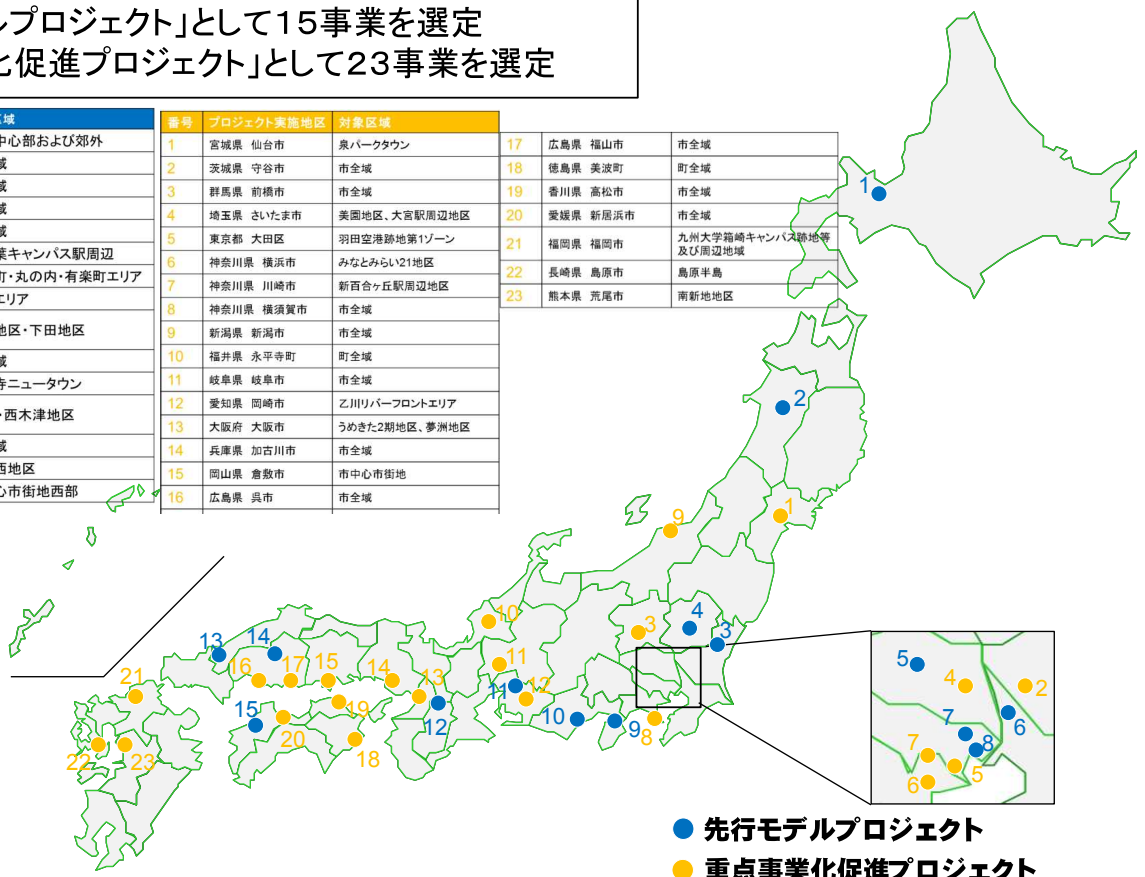 ルプロジェクト」として15事業を選定
化促進プロジェクト」として23事業を選定
域
中心部および郊外
域
域
域
域
葉キャンパス駅周辺
町・丸の内・有楽町エリア
エリア
地区・下田地区
域
寺ニュータウン
・西木津地区
域
西地区
心市街地西部
番号 プロジェクト実施地区 対象区域
1 宮城県 仙台市 泉パークタウン
2 茨城県 守谷市 市全域
3 群馬県 前橋市 市全域
4 埼玉県 さいたま市 美園地区、大宮駅周辺地区
5 東京都 大田区 羽田空港跡地第1ゾーン
6 神奈川県 横浜市 みなとみらい21地区
7 神奈川県 川崎市 新百合ヶ丘駅周辺地区
8 神奈川県 横須賀市 市全域
9 新潟県 新潟市 市全域
10 福井県 永平寺町 町全域
11 岐阜県 岐阜市 市全域
12 愛知県 岡崎市 乙川リバーフロントエリア
13 大阪府 大阪市 うめきた2期地区、夢洲地区
14 兵庫県 加古川市 市全域
15 岡山県 倉敷市 市中心市街地
16 広島県 呉市 市全域
17 広島県 福山市 市全域
18 徳島県 美波町 町全域
19 香川県 高松市 市全域
20 愛媛県 新居浜市 市全域
21 福岡県 福岡市 九州大学箱崎キャンパス跡地等
及び周辺地域
22 長崎県 島原市 島原半島
23 熊本県 荒尾市 南新地地区
1
2
1
9
10
4
3
3
13
14
16
17
15
14
13
11
11
12
21
15
19
12
10
9
8
20
18
22
23
5
4
2
6
7
8
7
5
6
先行モデルプロジェクト
重点事業化促進プロジェクト